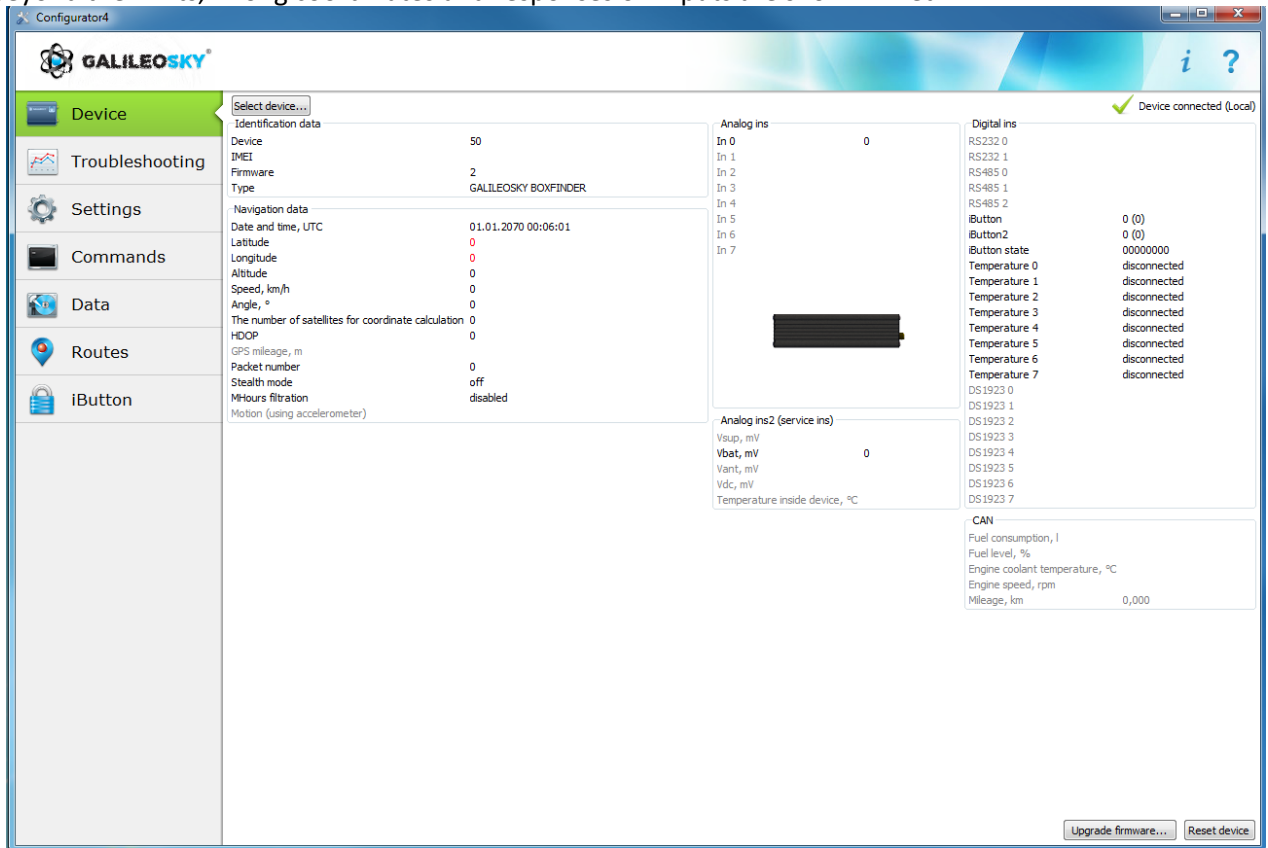 Configurator4
GALILEOSKY®
i ?
Device
Troubleshooting
Settings
Commands
Data
Routes
iButton
Select device...
Device connected (Local)
Identification data
Device 50
IMEI
Firmware 2
Type GALILEOSKY BOXFINDER
Navigation data
Date and time, UTC 01.01.2070 00:06:01
Latitude 0
Longitude 0
Altitude 0
Speed, km/h 0
Angle, ° 0
The number of satellites for coordinate calculation 0
HDOP 0
GPS mileage, m
Packet number 0
Stealth mode off
MHours filtration disabled
Motion (using accelerometer)
Analog ins
In 0 0
In 1
In 2
In 3
In 4
In 5
In 6
In 7
Analog ins2 (service ins)
Vsup, mV
Vbat, mV 0
Vant, mV
Vdc, mV
Temperature inside device, °C
Digital ins
RS232 0
RS232 1
RS485 0
RS485 1
RS485 2
iButton 0 (0)
iButton2 0 (0)
iButton state 00000000
Temperature 0 disconnected
Temperature 1 disconnected
Temperature 2 disconnected
Temperature 3 disconnected
Temperature 4 disconnected
Temperature 5 disconnected
Temperature 6 disconnected
Temperature 7 disconnected
DS1923 0
DS1923 1
DS1923 2
DS1923 3
DS1923 4
DS1923 5
DS1923 6
DS1923 7
CAN
Fuel consumption, l
Fuel level, %
Engine coolant temperature, °C
Engine speed, rpm
Mileage, km 0,000
Upgrade firmware... Reset device